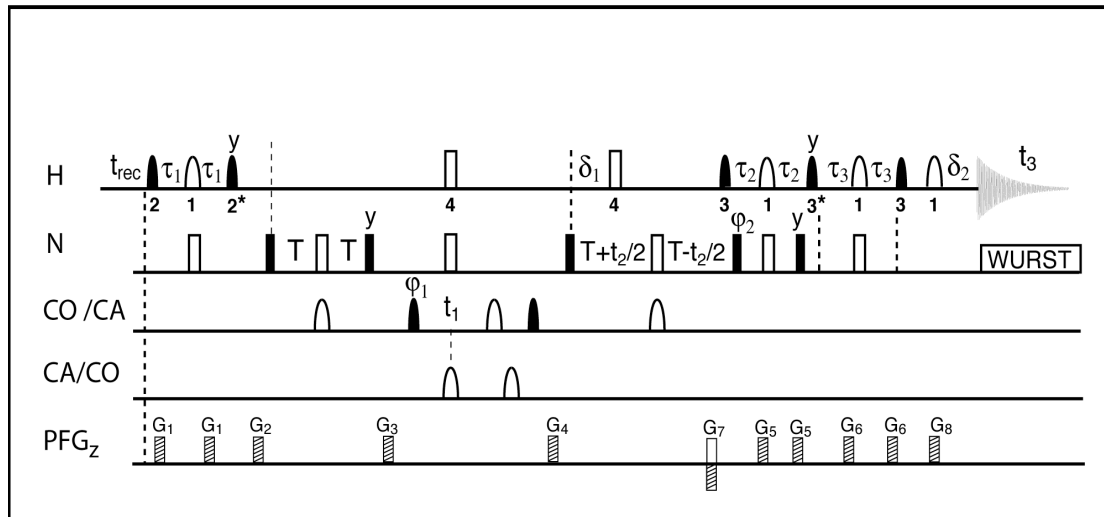 y y t₃
H t_rec τ₁ τ₁ δ₁ τ₂ τ₂ τ₃ τ₃ δ₂
2 1 2* 4 4 3 1 3* 1 3 1
y φ₂ y
N T T T+t₂/2 T-t₂/2 WURST
φ₁ t₁
CO /CA
CA/CO
G₁ G₁ G₂ G₃ G₄ G₇ G₅ G₅ G₆ G₆ G₈
PFG_z